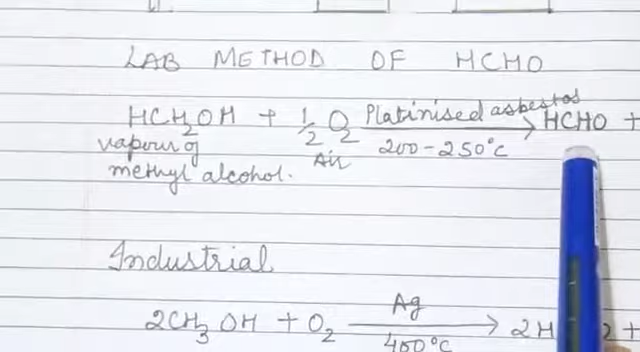 LAB METHOD OF HCHO
HCH₂OH + 1/2 O₂ Platinised asbestos → HCHO +
vapour of Air 200-250°C
methyl alcohol.
Industrial
2CH₃OH + O₂ Ag → 2H 2 +
400°C